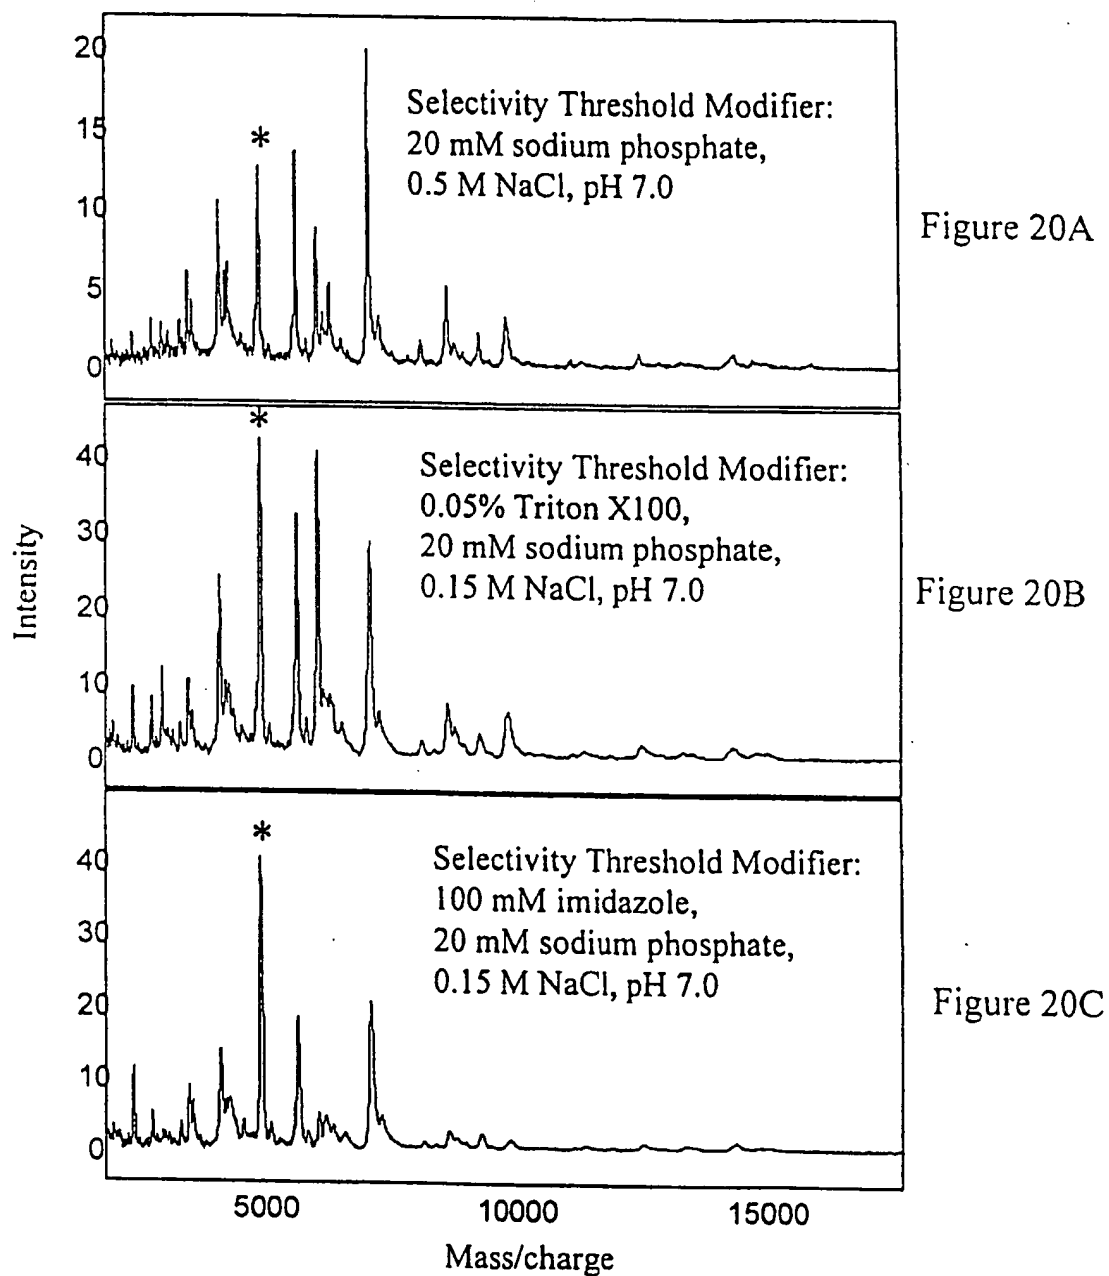 20
15
10
5
0
*
Selectivity Threshold Modifier:
20 mM sodium phosphate,
0.5 M NaCl, pH 7.0
Figure 20A
40
30
20
10
0
*
Selectivity Threshold Modifier:
0.05% Triton X100,
20 mM sodium phosphate,
0.15 M NaCl, pH 7.0
Figure 20B
Intensity
40
30
20
10
0
*
Selectivity Threshold Modifier:
100 mM imidazole,
20 mM sodium phosphate,
0.15 M NaCl, pH 7.0
Figure 20C
5000 10000 15000
Mass/charge